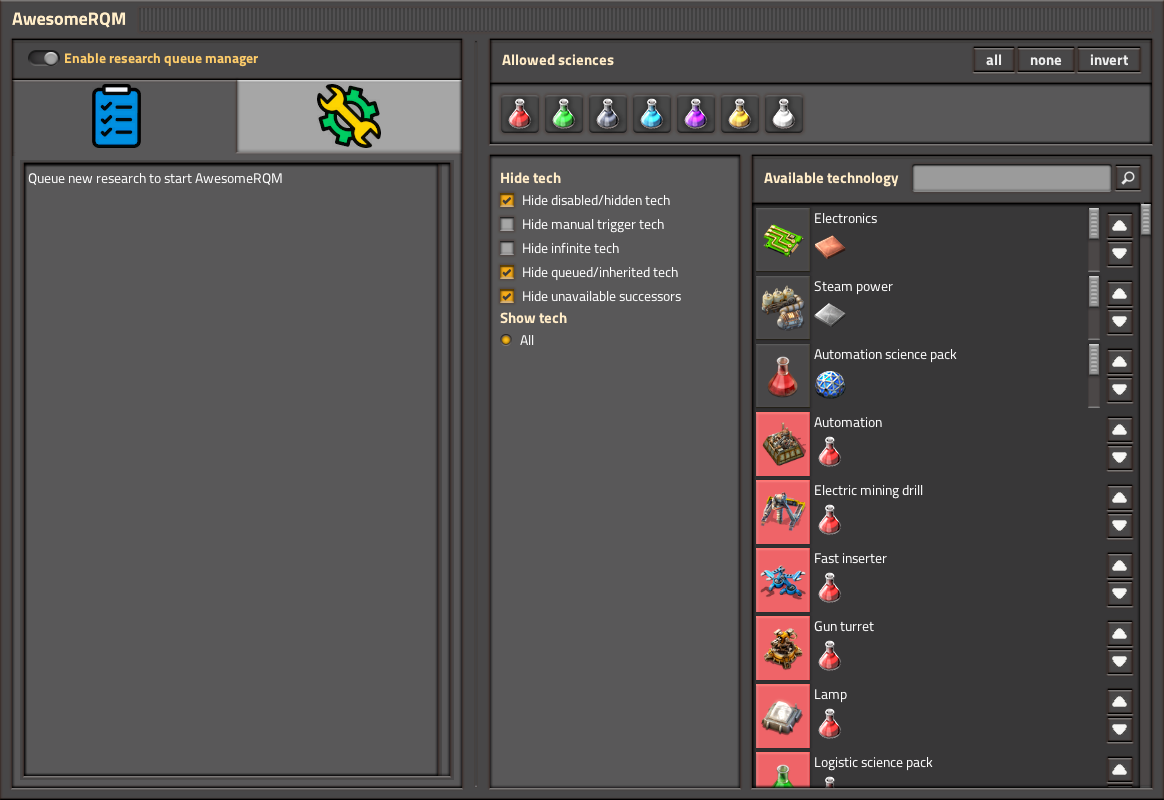 AwesomeRQM
Enable research queue manager
Queue new research to start AwesomeRQM
Allowed sciences
all
none
invert
Hide tech
Hide disabled/hidden tech
Hide manual trigger tech
Hide infinite tech
Hide queued/inherited tech
Hide unavailable successors
Show tech
All
Available technology
Electronics
Steam power
Automation science pack
Automation
Electric mining drill
Fast inserter
Gun turret
Lamp
Logistic science pack